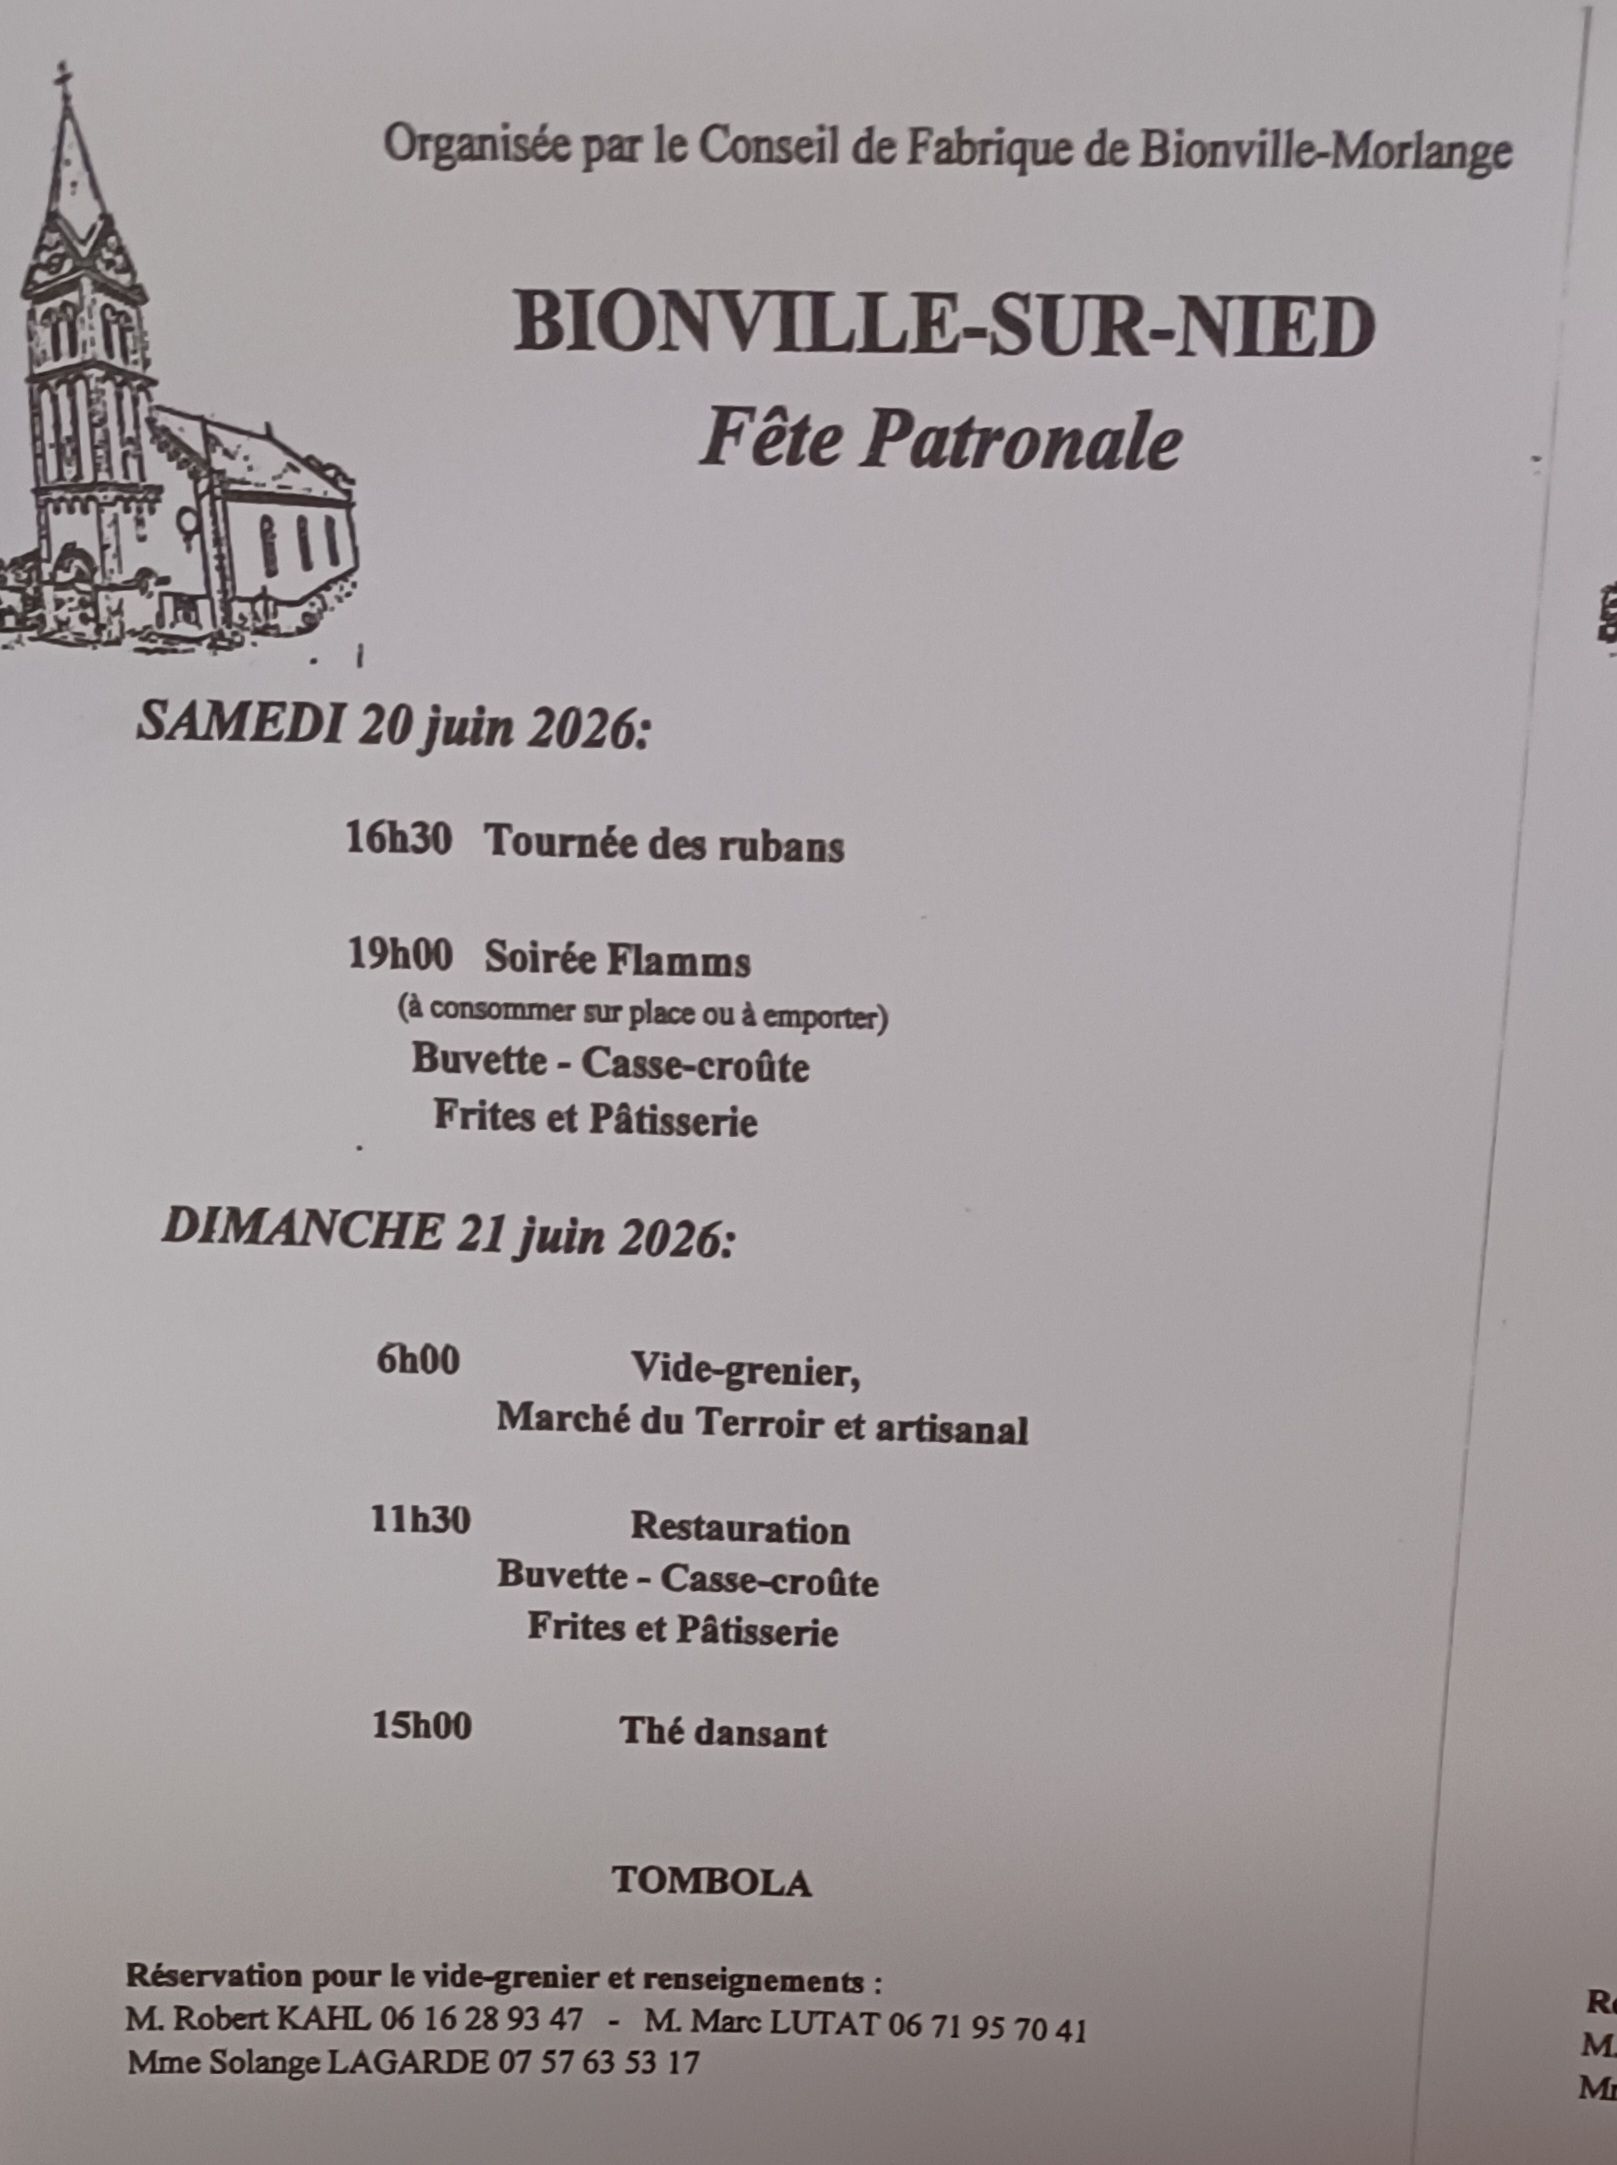 Organisée par le Conseil de Fabrique de Bionville-Morlange
BIONVILLE-SUR-NIED
Fête Patronale
SAMEDI 20 juin 2026:
16h30 Tournée des rubans
19h00 Soirée Flamms
(à consommer sur place ou à emporter)
Buvette - Casse-croûte
Frites et Pâtisserie
DIMANCHE 21 juin 2026:
6h00 Vide-grenier,
Marché du Terroir et artisanal
11h30 Restauration
Buvette - Casse-croûte
Frites et Pâtisserie
15h00 Thé dansant
TOMBOLA
Réservation pour le vide-grenier et renseignements :
M. Robert KAHL 06 16 28 93 47 - M. Marc LUTAT 06 71 95 70 41
Mme Solange LAGARDE 07 57 63 53 17